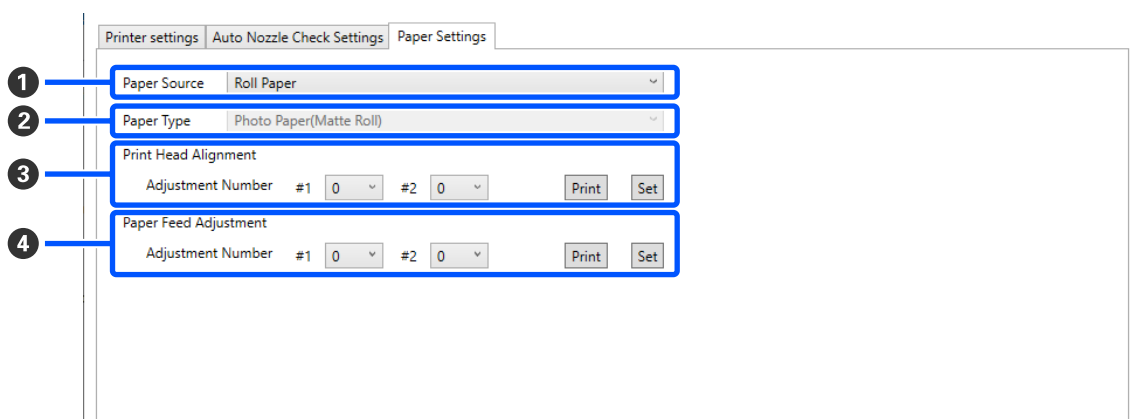 Printer settings Auto Nozzle Check Settings Paper Settings
1 Paper Source Roll Paper
2 Paper Type Photo Paper(Matte Roll)
Print Head Alignment
3 Adjustment Number #1 0 #2 0 Print Set
Paper Feed Adjustment
4 Adjustment Number #1 0 #2 0 Print Set